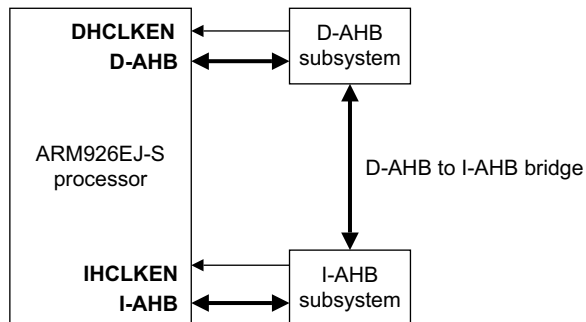 DHCLKEN
D-AHB
D-AHB
subsystem
ARM926EJ-S
processor
D-AHB to I-AHB bridge
IHCLKEN
I-AHB
I-AHB
subsystem